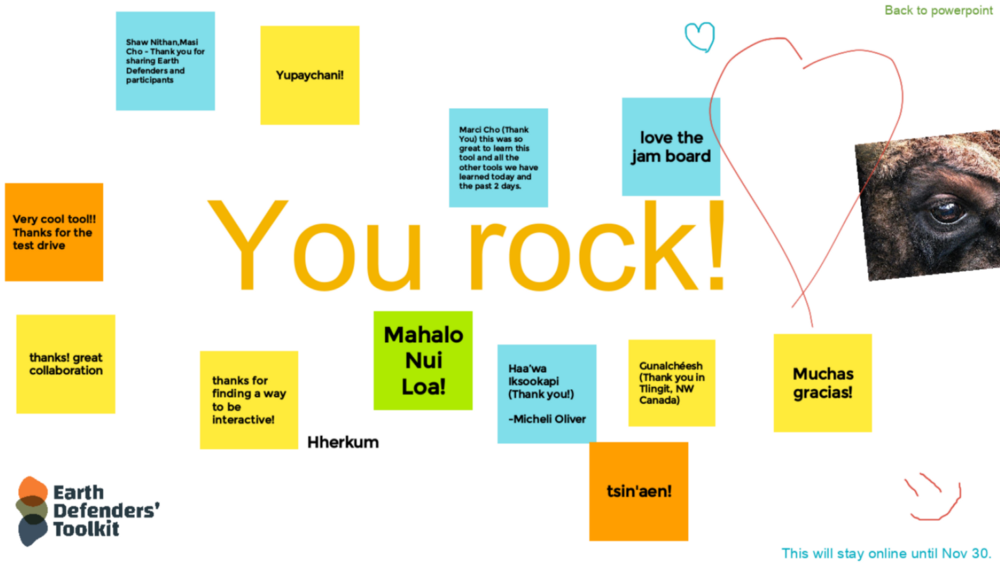 Back to powerpoint
Shaw Nithan,Masi
Cho - Thank you for
sharing Earth
Defenders and
participants
Yupaychani!
Marci Cho (Thank
You) this was so
great to learn this
tool and all the
other tools we have
learned today and
the past 2 days.
love the
jam board
Very cool tool!!
Thanks for the
test drive
You rock!
thanks! great
collaboration
thanks for
finding a way
to be
interactive!
Hherkum
Mahalo
Nui
Loa!
Haa'wa
Iksookapi
(Thank you!)
-Micheli Oliver
Gunalchéesh
(Thank you in
Tlingit, NW
Canada)
Muchas
gracias!
tsin'aen!
Earth
Defenders'
Toolkit
This will stay online until Nov 30.